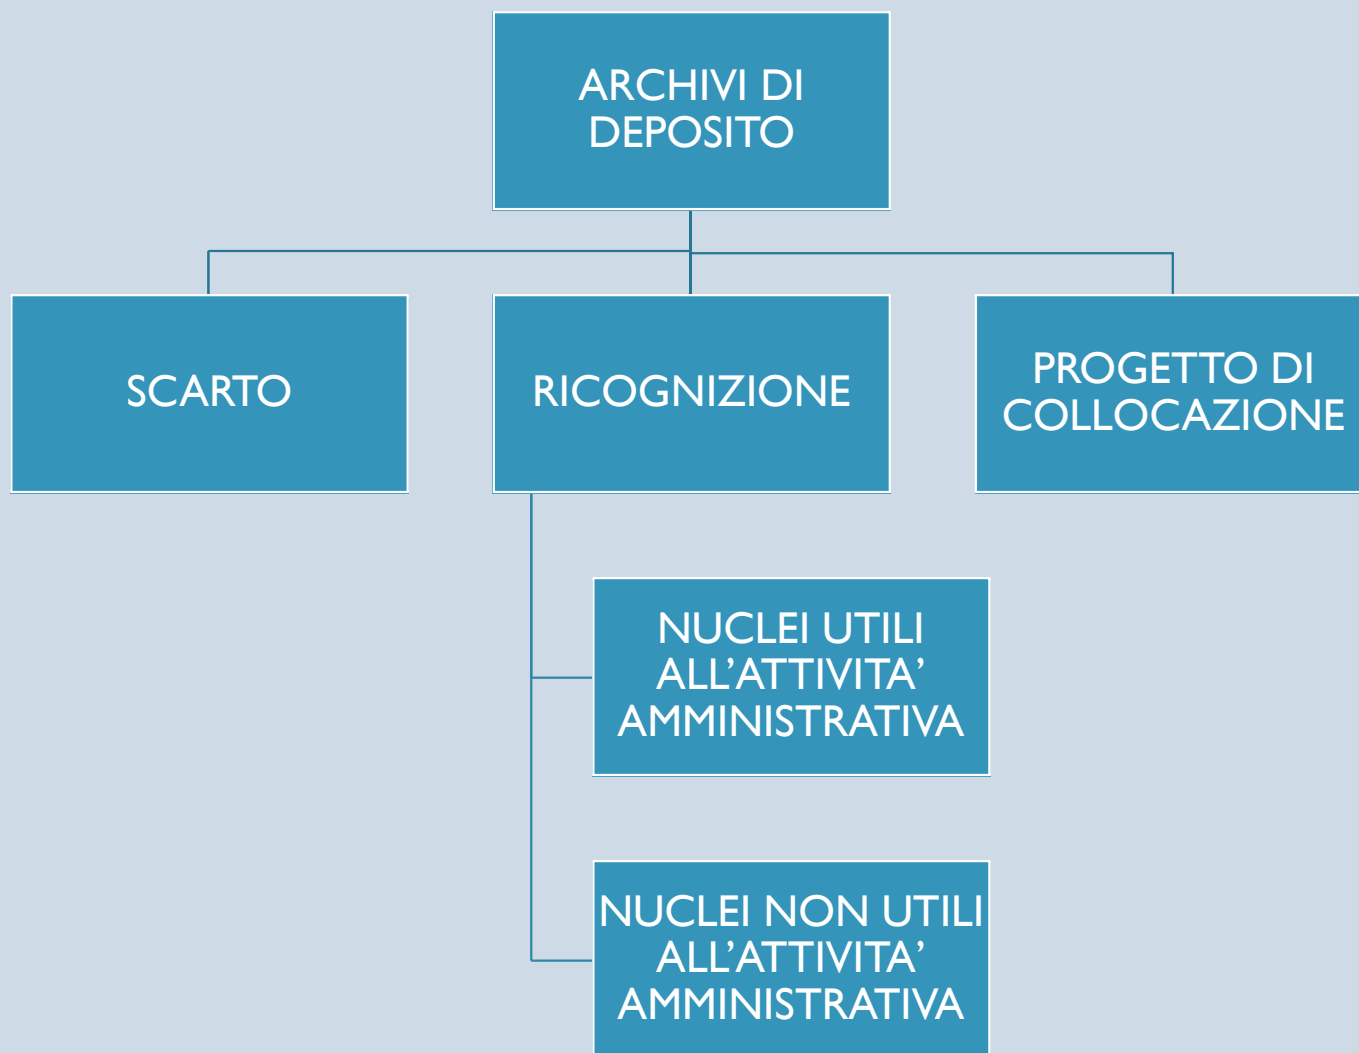 ARCHIVI DI
DEPOSITO
SCARTO
RICOGNIZIONE
PROGETTO DI
COLLOCAZIONE
NUCLEI UTILI
ALL’ATTIVITA’
AMMINISTRATIVA
NUCLEI NON UTILI
ALL’ATTIVITA’
AMMINISTRATIVA